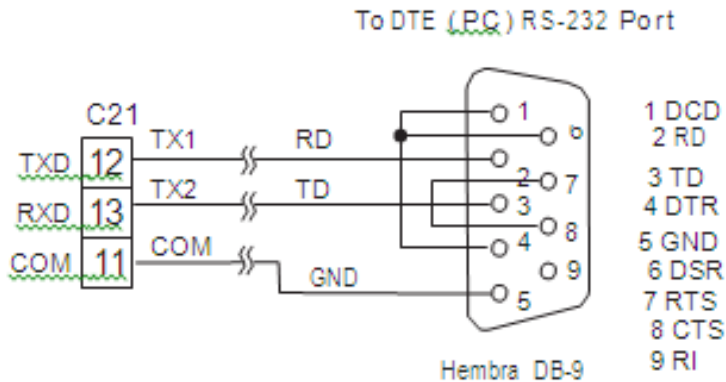 To DTE (PC) RS-232 Port
C21
TXD 12 TX1 RD
RXD 13 TX2 TD
COM 11 COM GND
1
6
2
7
3
8
4
9
5
1 DCD
2 RD
3 TD
4 DTR
5 GND
6 DSR
7 RTS
8 CTS
9 RI
Hembra DB-9